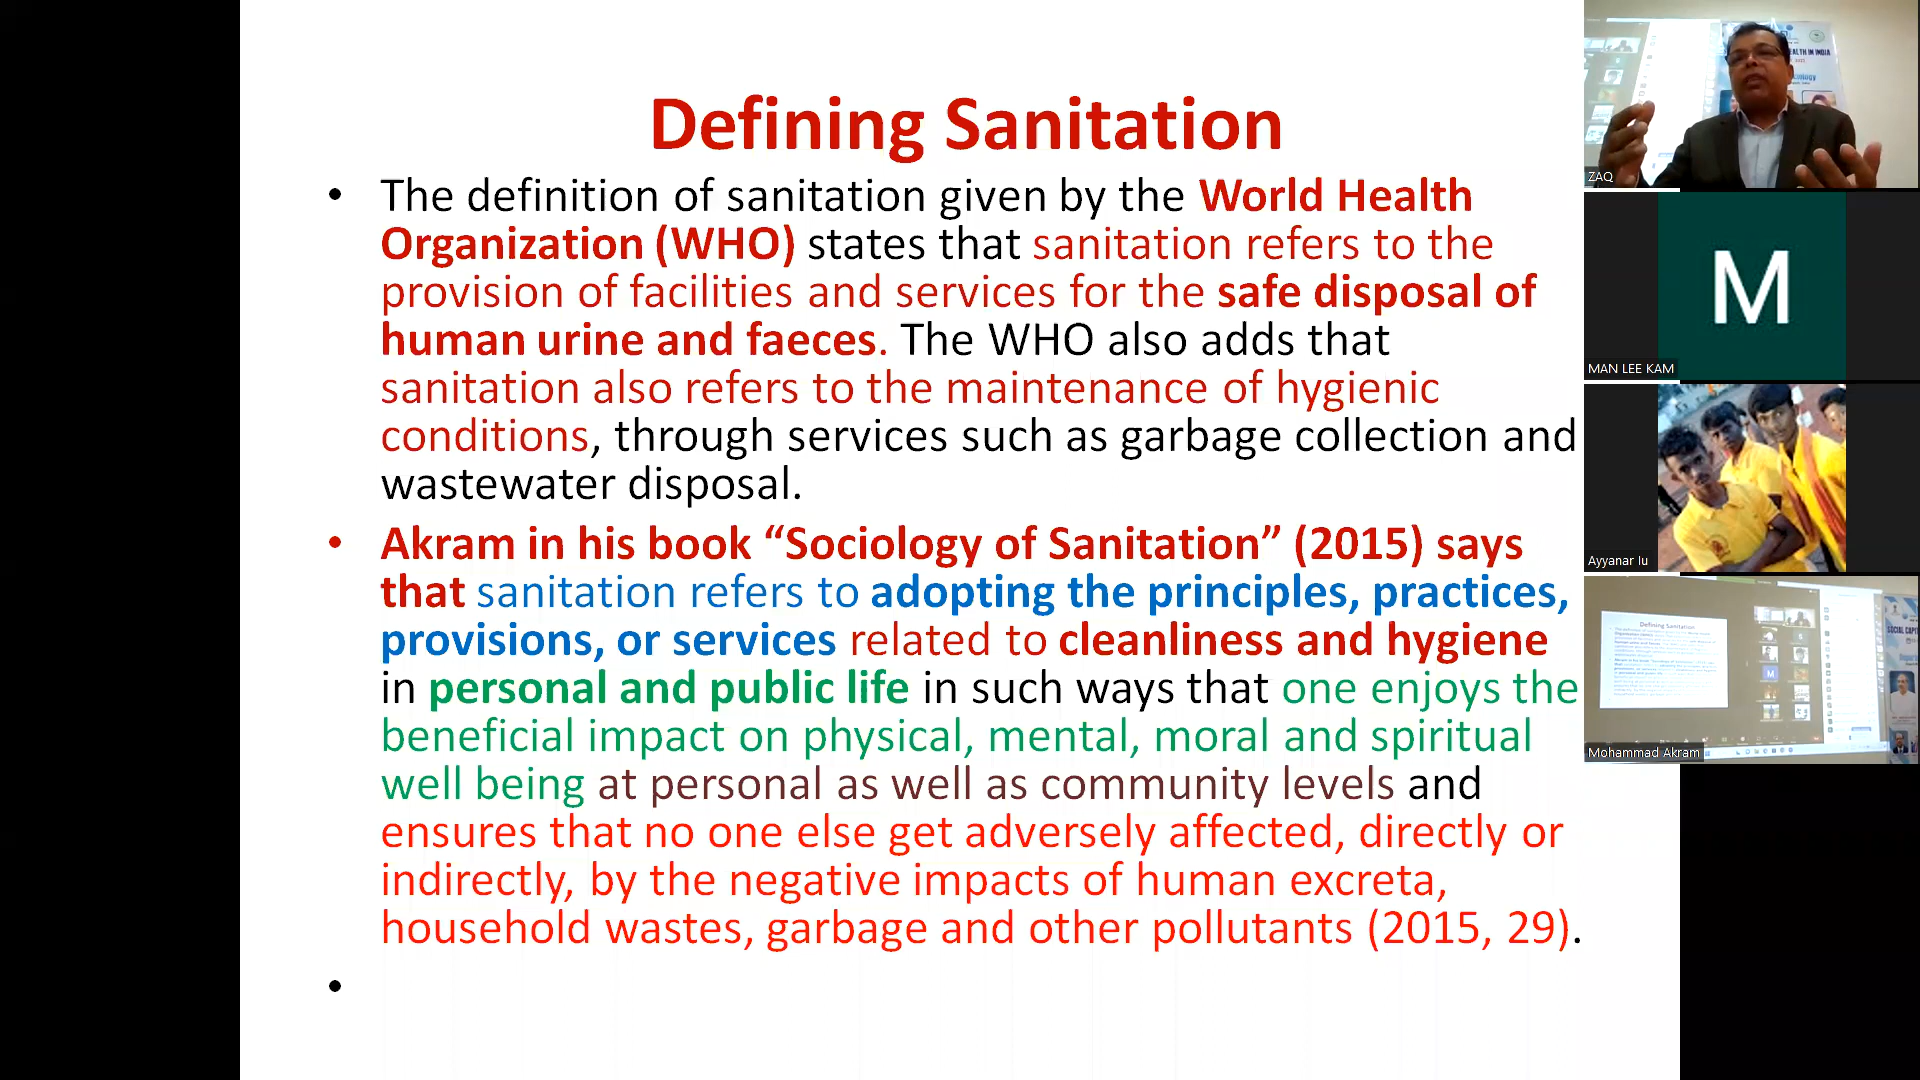 Defining Sanitation
• The definition of sanitation given by the World Health
Organization (WHO) states that sanitation refers to the
provision of facilities and services for the safe disposal of
human urine and faeces. The WHO also adds that
sanitation also refers to the maintenance of hygienic
conditions, through services such as garbage collection and
wastewater disposal.
• Akram in his book “Sociology of Sanitation” (2015) says
that sanitation refers to adopting the principles, practices,
provisions, or services related to cleanliness and hygiene
in personal and public life in such ways that one enjoys the
beneficial impact on physical, mental, moral and spiritual
well being at personal as well as community levels and
ensures that no one else get adversely affected, directly or
indirectly, by the negative impacts of human excreta,
household wastes, garbage and other pollutants (2015, 29).
•
ZAQ
M
MAN LEE KAM
Ayyanar Iu
Defining Sanitation
Mohammad Akram